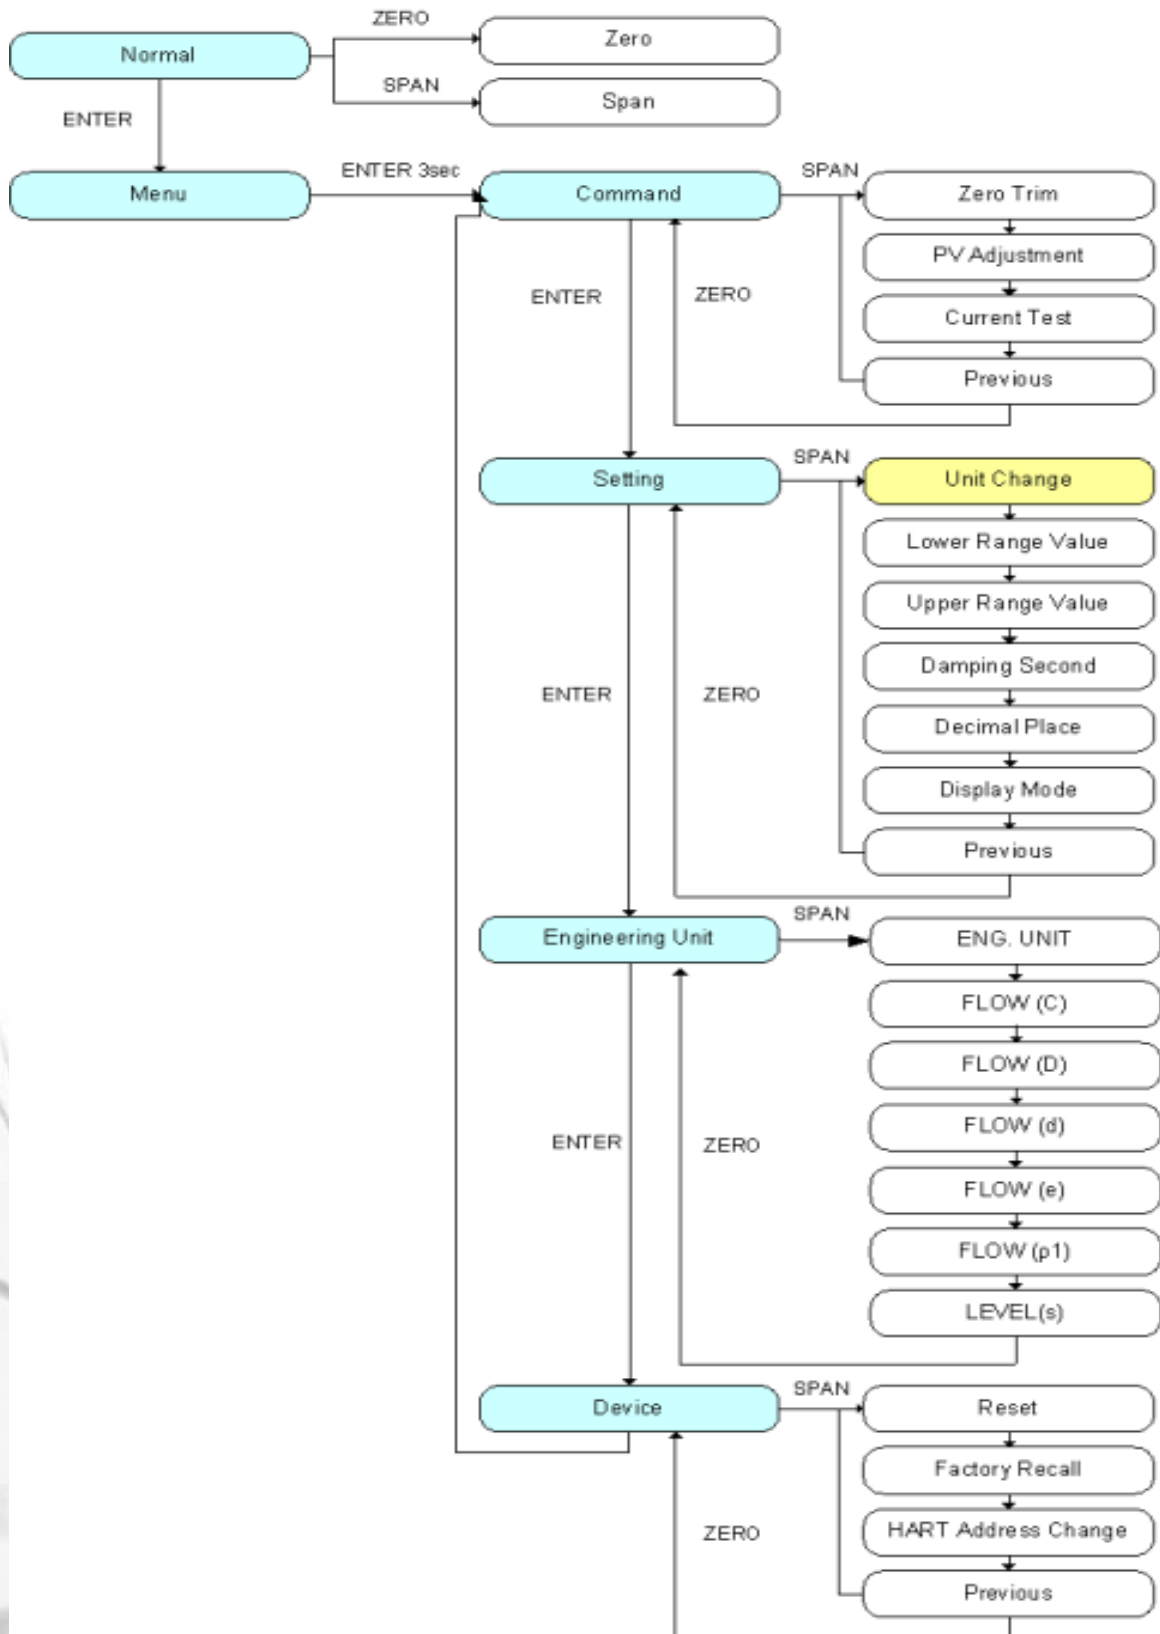 ZERO
Zero
Normal
SPAN
Span
ENTER
ENTER 3sec
SPAN
Menu
Command
Zero Trim
PV Adjustment
ENTER
ZERO
Current Test
Previous
SPAN
Setting
Unit Change
Lower Range Value
Upper Range Value
Damping Second
ENTER
ZERO
Decimal Place
Display Mode
Previous
SPAN
Engineering Unit
ENG. UNIT
FLOW (C)
FLOW (D)
FLOW (d)
ENTER
ZERO
FLOW (e)
FLOW (p1)
LEVEL(s)
SPAN
Device
Reset
Factory Recall
ZERO
HART Address Change
Previous